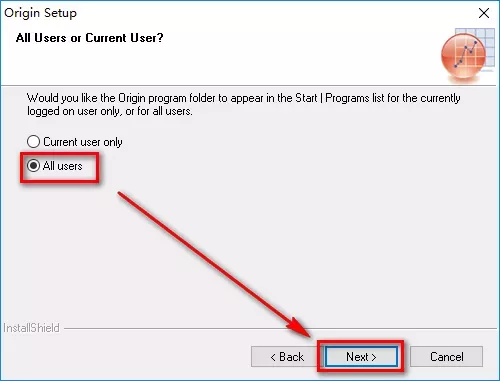 Origin Setup
All Users or Current User?
Would you like the Origin program folder to appear in the Start | Programs list for the currently
logged on user only, or for all users.
Current user only
All users
InstallShield
< Back
Next >
Cancel